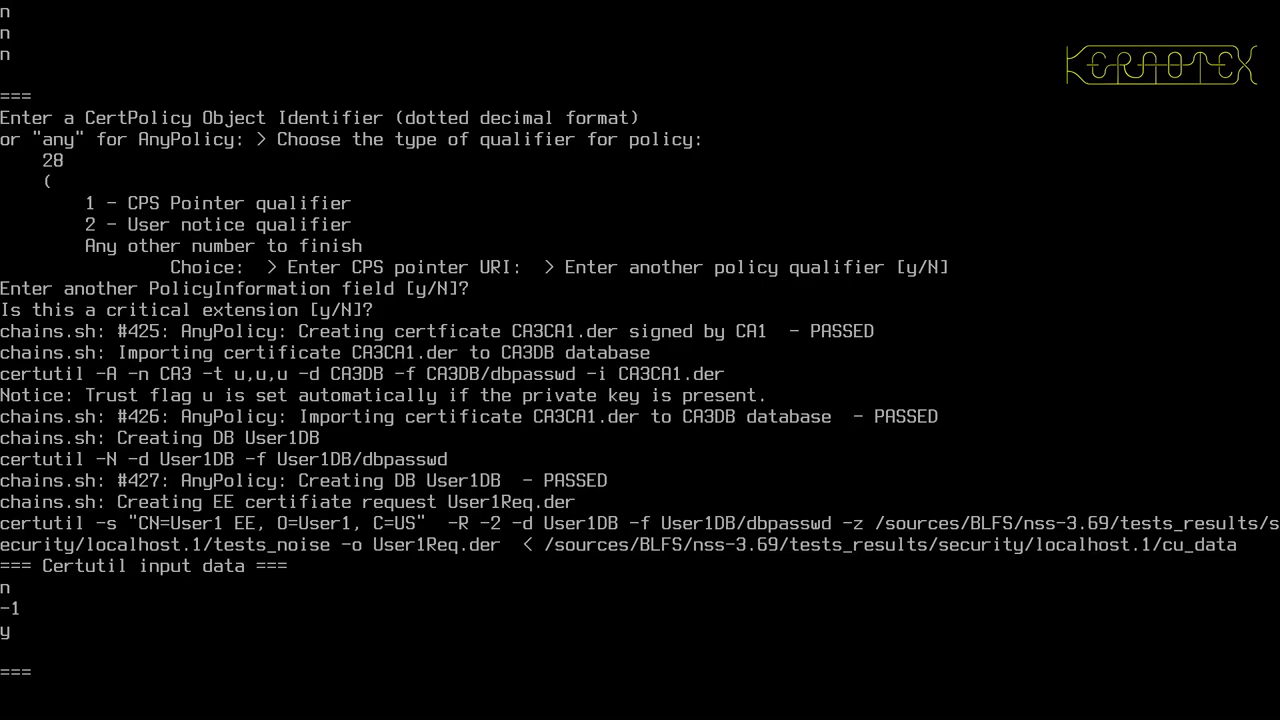 n
n
n
KERNOTEX
===
Enter a CertPolicy Object Identifier (dotted decimal format)
or "any" for AnyPolicy: > Choose the type of qualifier for policy:
28
(
1 - CPS Pointer qualifier
2 - User notice qualifier
Any other number to finish
Choice:  > Enter CPS pointer URI:  > Enter another policy qualifier [y/N]
Enter another PolicyInformation field [y/N]?
Is this a critical extension [y/N]?
chains.sh: #425: AnyPolicy: Creating certficate CA3CA1.der signed by CA1  - PASSED
chains.sh: Importing certificate CA3CA1.der to CA3DB database
certutil -A -n CA3 -t u,u,u -d CA3DB -f CA3DB/dbpasswd -i CA3CA1.der
Notice: Trust flag u is set automatically if the private key is present.
chains.sh: #426: AnyPolicy: Importing certificate CA3CA1.der to CA3DB database  - PASSED
chains.sh: Creating DB User1DB
certutil -N -d User1DB -f User1DB/dbpasswd
chains.sh: #427: AnyPolicy: Creating DB User1DB  - PASSED
chains.sh: Creating EE certifiate request User1Req.der
certutil -s "CN=User1 EE, O=User1, C=US"  -R -2 -d User1DB -f User1DB/dbpasswd -z /sources/BLFS/nss-3.69/tests_results/s
ecurity/localhost.1/tests_noise -o User1Req.der  < /sources/BLFS/nss-3.69/tests_results/security/localhost.1/cu_data
=== Certutil input data ===
n
-1
y
===